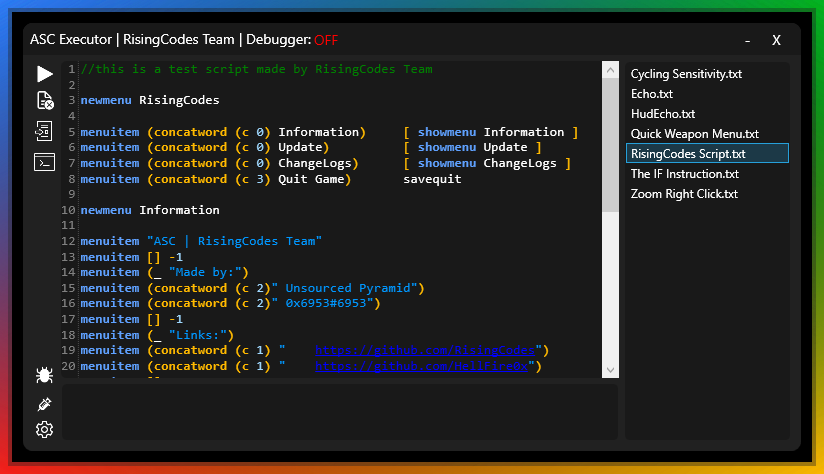 ASC Executor | RisingCodes Team | Debugger: OFF
- X
1 //this is a test script made by RisingCodes Team
2
3 newmenu RisingCodes
4
5 menuitem (concatword (c 0) Information) [ showmenu Information ]
6 menuitem (concatword (c 0) Update) [ showmenu Update ]
7 menuitem (concatword (c 0) ChangeLogs) [ showmenu ChangeLogs ]
8 menuitem (concatword (c 3) Quit Game) savequit
9
10 newmenu Information
11
12 menuitem "ASC | RisingCodes Team"
13 menuitem [] -1
14 menuitem (_ "Made by:")
15 menuitem (concatword (c 2)" Unsourced Pyramid")
16 menuitem (concatword (c 2)" 0x6953#6953")
17 menuitem [] -1
18 menuitem (_ "Links:")
19 menuitem (concatword (c 1) " https://github.com/RisingCodes")
20 menuitem (concatword (c 1) " https://github.com/HellFire0x")
Cycling Sensitivity.txt
Echo.txt
HudEcho.txt
Quick Weapon Menu.txt
RisingCodes Script.txt
The IF Instruction.txt
Zoom Right Click.txt